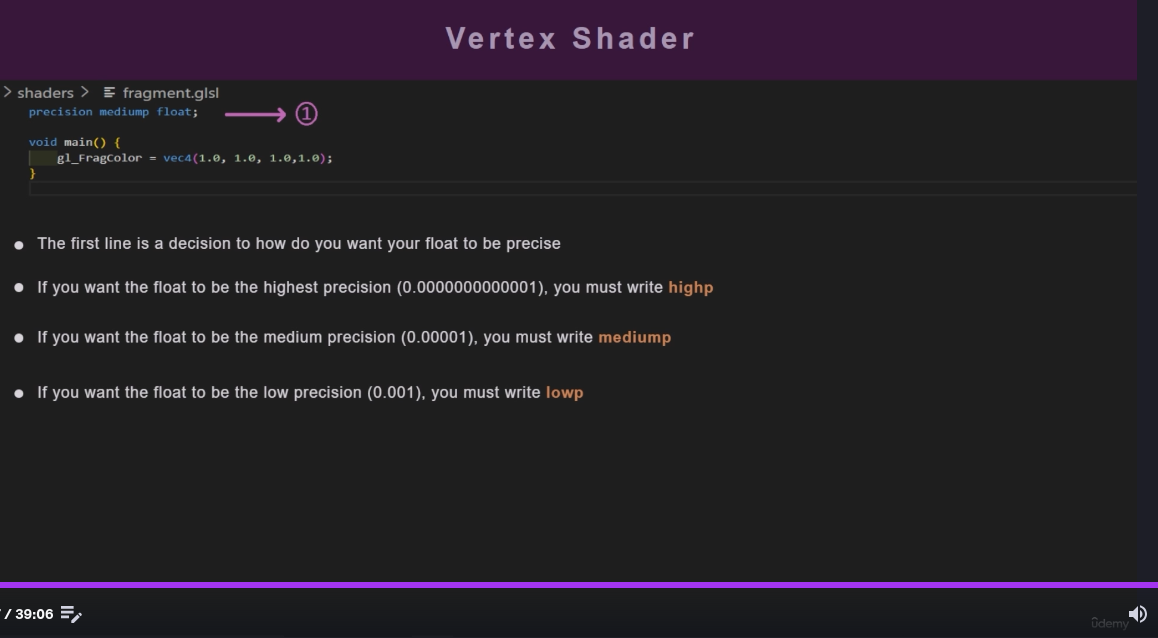 Vertex Shader
> shaders > fragment.glsl
precision mediump float; ①
void main() {
gl_FragColor = vec4(1.0, 1.0, 1.0,1.0);
}
● The first line is a decision to how do you want your float to be precise
● If you want the float to be the highest precision (0.0000000000001), you must write highp
● If you want the float to be the medium precision (0.00001), you must write mediump
● If you want the float to be the low precision (0.001), you must write lowp
/ 39:06
ûdemy